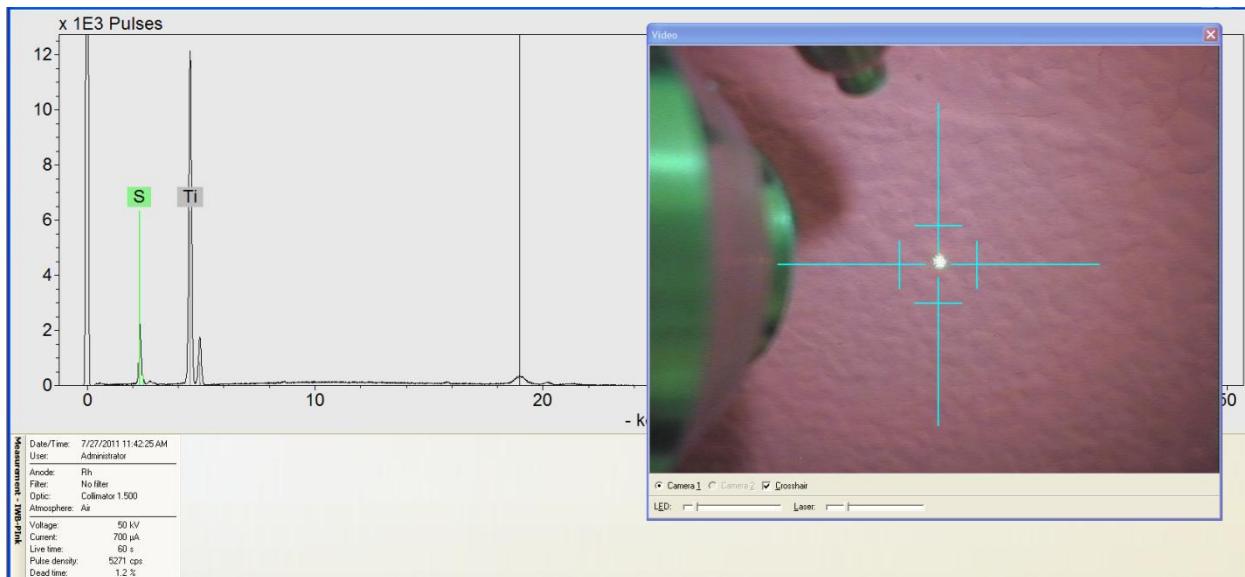 x 1E3 Pulses
12
10
8
6
4
2
0
S
Ti
0
10
20
50
- ke
Video
Camera 1
Camera 2
Crosshair
LED:
Laser:
Measurement - IWB-PInk
Date/Time: 7/27/2011 11:42:25 AM
User: Administrator
Anode: Rh
Filter: No filter
Optic: Collimator 1.500
Atmosphere: Air
Voltage: 50 kV
Current: 700 µA
Live time: 60 s
Pulse density: 5271 cps
Dead time: 1.2 %